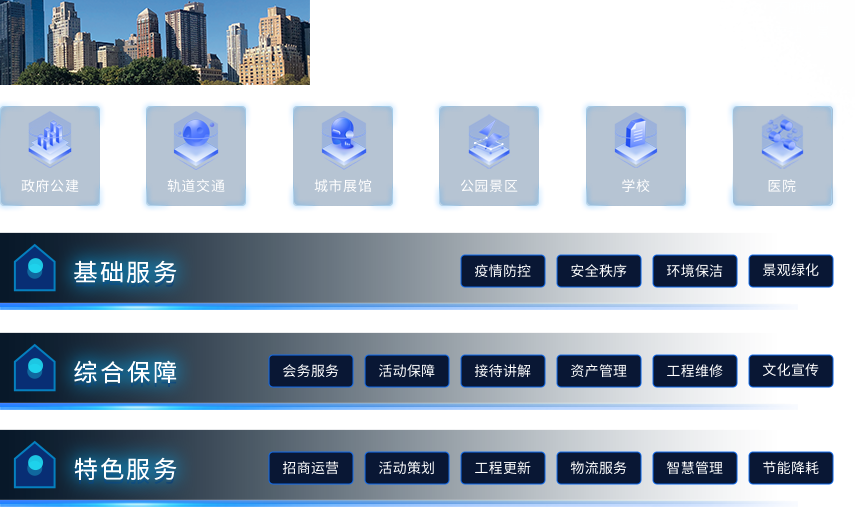 政府公建 轨道交通 城市展馆 公园景区 学校 医院
基础服务 疫情防控 安全秩序 环境保洁 景观绿化
综合保障 会务服务 活动保障 接待讲解 资产管理 工程维修 文化宣传
特色服务 招商运营 活动策划 工程更新 物流服务 智慧管理 节能降耗